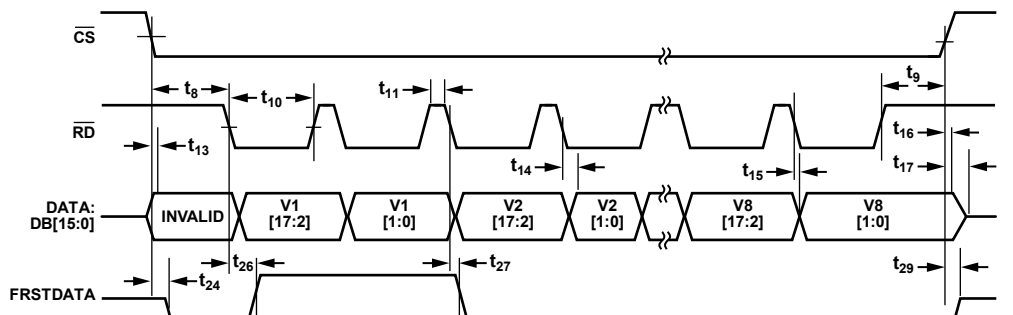 CS
t8
t10
t11
t9
RD
t13
t14
t15
t16
t17
DATA:
DB[15:0]
INVALID
V1
[17:2]
V1
[1:0]
V2
[17:2]
V2
[1:0]
V8
[17:2]
V8
[1:0]
t24
t26
t27
t29
FRSTDATA